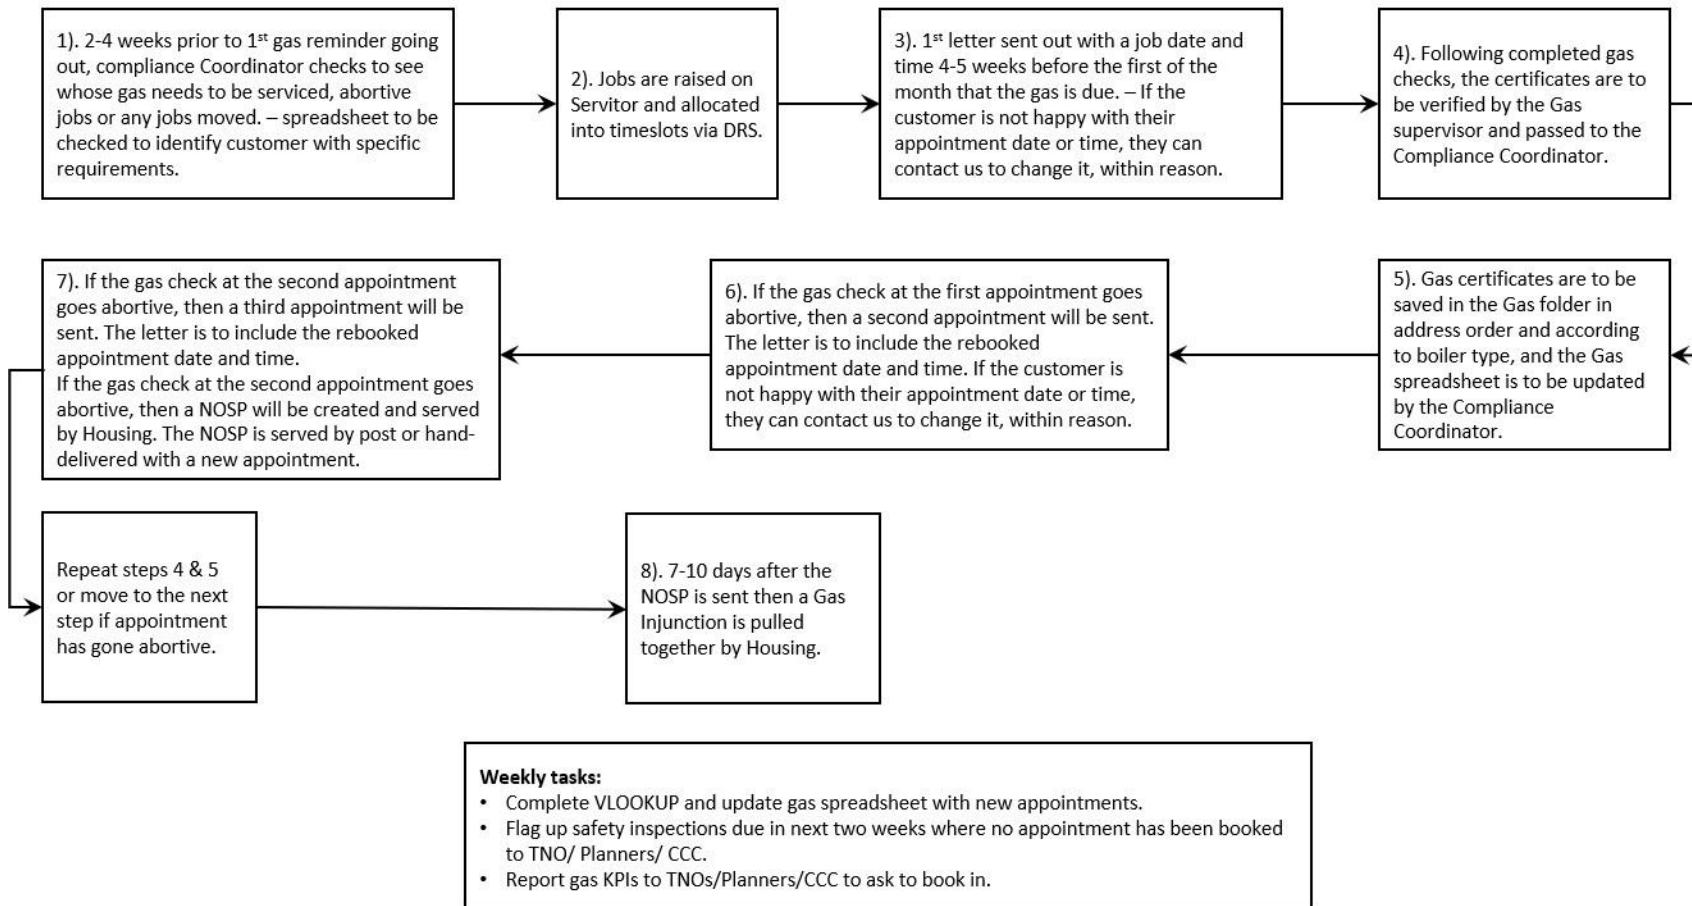 1). 2-4 weeks prior to 1st gas reminder going
out, compliance Coordinator checks to see
whose gas needs to be serviced, abortive
jobs or any jobs moved. – spreadsheet to be
checked to identify customer with specific
requirements.
2). Jobs are raised on
Servitor and allocated
into timeslots via DRS.
3). 1st letter sent out with a job date and
time 4-5 weeks before the first of the
month that the gas is due. – If the
customer is not happy with their
appointment date or time, they can
contact us to change it, within reason.
4). Following completed gas
checks, the certificates are to
be verified by the Gas
supervisor and passed to the
Compliance Coordinator.
5). Gas certificates are to be
saved in the Gas folder in
address order and according
to boiler type, and the Gas
spreadsheet is to be updated
by the Compliance
Coordinator.
6). If the gas check at the first appointment goes
abortive, then a second appointment will be sent.
The letter is to include the rebooked
appointment date and time. If the customer is
not happy with their appointment date or time,
they can contact us to change it, within reason.
7). If the gas check at the second appointment
goes abortive, then a third appointment will be
sent. The letter is to include the rebooked
appointment date and time.
If the gas check at the second appointment goes
abortive, then a NOSP will be created and served
by Housing. The NOSP is served by post or hand-
delivered with a new appointment.
Repeat steps 4 & 5
or move to the next
step if appointment
has gone abortive.
8). 7-10 days after the
NOSP is sent then a Gas
Injunction is pulled
together by Housing.
Weekly tasks:
• Complete VLOOKUP and update gas spreadsheet with new appointments.
• Flag up safety inspections due in next two weeks where no appointment has been booked
to TNO/ Planners/ CCC.
• Report gas KPIs to TNOs/Planners/CCC to ask to book in.